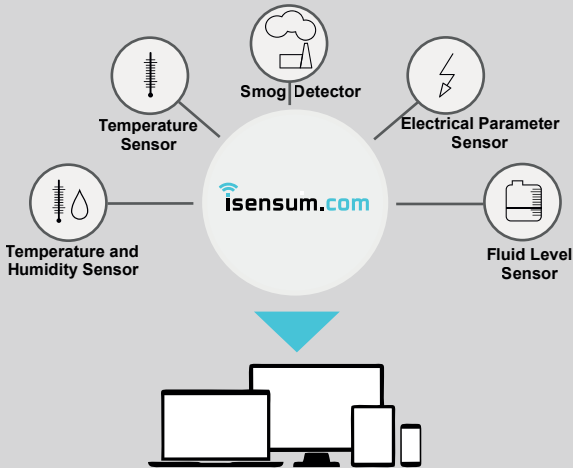 Smog Detector
Temperature
Sensor
Electrical Parameter
Sensor
isensum.com
Temperature and
Humidity Sensor
Fluid Level
Sensor